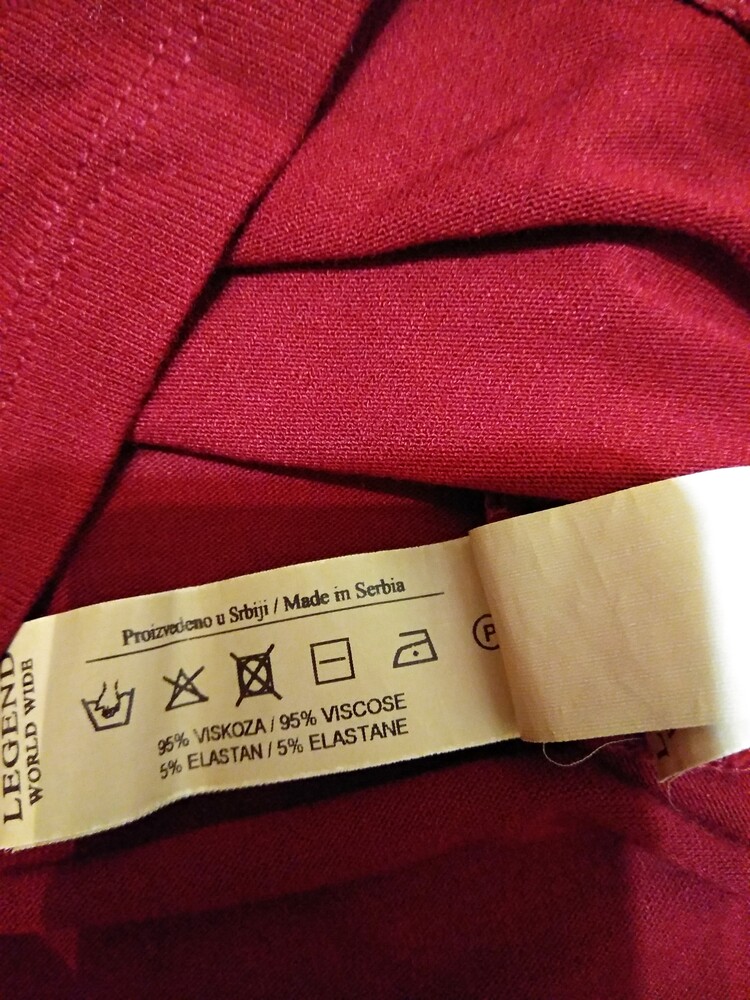 LEGEND
WORLD WIDE
Proizvedeno u Srbiji / Made in Serbia
P
95% VISKOZA / 95% VISCOSE
5% ELASTAN / 5% ELASTANE